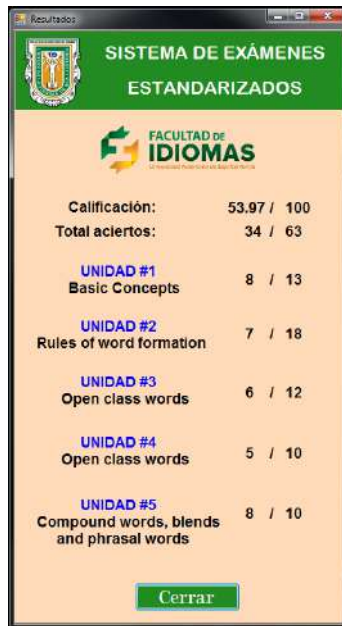 Resultados
SISTEMA DE EXÁMENES
ESTANDARIZADOS
FACULTAD DE
IDIOMAS
Calificación: 53.97 / 100
Total aciertos: 34 / 63
UNIDAD #1
Basic Concepts 8 / 13
UNIDAD #2
Rules of word formation 7 / 18
UNIDAD #3
Open class words 6 / 12
UNIDAD #4
Open class words 5 / 10
UNIDAD #5
Compound words, blends 8 / 10
and phrasal words
Cerrar